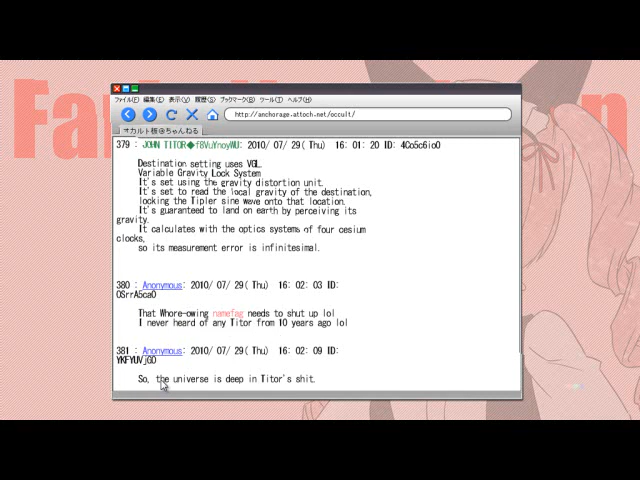 ファイル(F) 編集(E) 表示(V) 履歴(S) ブックマーク(B) ツール(T) ヘルプ(H)
http://anchorage.attoch.net/occult/
オカルト板@ちゃんねる
379 : JOHN TITOR◆f8VuYnoyWU: 2010/ 07/ 29( Thu) 16: 01: 20 ID: 4Co5c6io0
Destination setting uses VGL.
Variable Gravity Lock System
It's set using the gravity distortion unit.
It's set to read the local gravity of the destination,
locking the Tipler sine wave onto that location.
It's guaranteed to land on earth by perceiving its
gravity.
It calculates with the optics systems of four cesium
clocks,
so its measurement error is infinitesimal.
380 : Anonymous: 2010/ 07/ 29( Thu) 16: 02: 03 ID:
OSrrA5ca0
That Whore-owing namefag needs to shut up lol
I never heard of any Titor from 10 years ago lol
381 : Anonymous: 2010/ 07/ 29( Thu) 16: 02: 09 ID:
YKFYUVjG0
So, the universe is deep in Titor's shit.